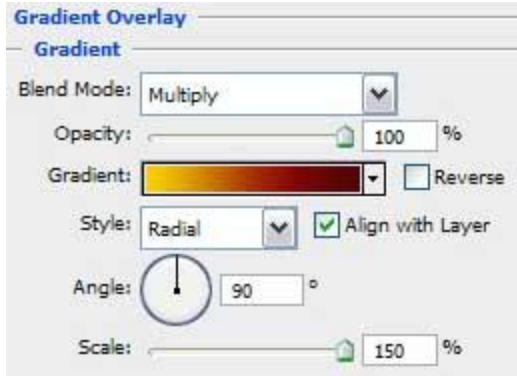 Gradient Overlay
Gradient
Blend Mode: Multiply
Opacity: 100 %
Gradient: Reverse
Style: Radial Align with Layer
Angle: 90 °
Scale: 150 %